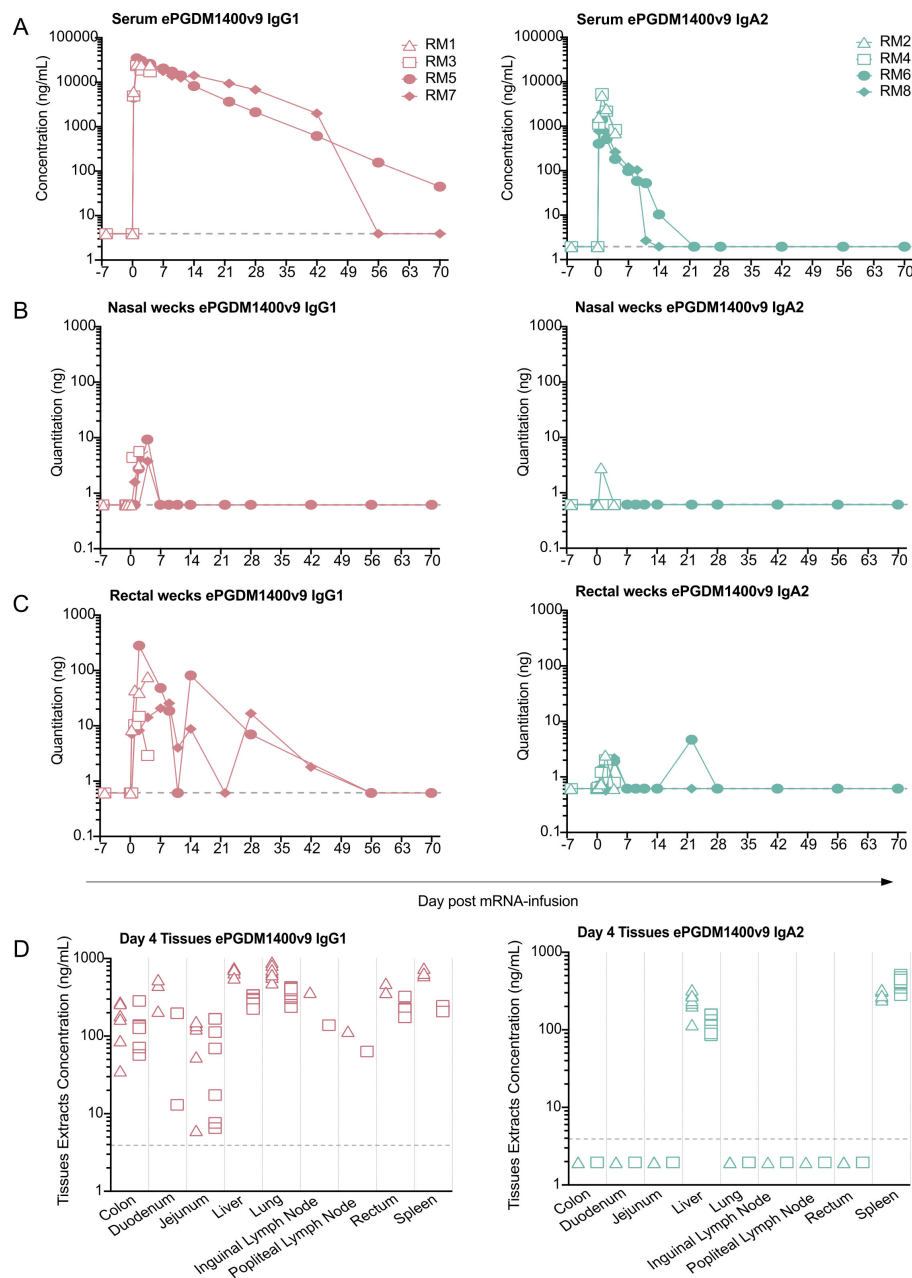 A
Serum ePGDM1400v9 IgG1
Concentration (ng/mL)
100000
10000
1000
100
10
1
-7 0 7 14 21 28 35 42 49 56 63 70
RM1
RM3
RM5
RM7
Serum ePGDM1400v9 IgA2
Concentration (ng/mL)
100000
10000
1000
100
10
1
-7 0 7 14 21 28 35 42 49 56 63 70
RM2
RM4
RM6
RM8
B
Nasal wecks ePGDM1400v9 IgG1
Quantitation (ng)
1000
100
10
1
0.1
-7 0 7 14 21 28 35 42 49 56 63 70
Nasal wecks ePGDM1400v9 IgA2
Quantitation (ng)
1000
100
10
1
0.1
-7 0 7 14 21 28 35 42 49 56 63 70
C
Rectal wecks ePGDM1400v9 IgG1
Quantitation (ng)
1000
100
10
1
0.1
-7 0 7 14 21 28 35 42 49 56 63 70
Rectal wecks ePGDM1400v9 IgA2
Quantitation (ng)
1000
100
10
1
0.1
-7 0 7 14 21 28 35 42 49 56 63 70
Day post mRNA-infusion
D
Day 4 Tissues ePGDM1400v9 IgG1
Tissues Extracts Concentration (ng/mL)
1000
100
10
1
Colon
Duodenum
Jejunum
Liver
Lung
Inguinal Lymph Node
Popliteal Lymph Node
Rectum
Spleen
Day 4 Tissues ePGDM1400v9 IgA2
Tissues Extracts Concentration (ng/mL)
1000
100
10
1
Colon
Duodenum
Jejunum
Liver
Lung
Inguinal Lymph Node
Popliteal Lymph Node
Rectum
Spleen